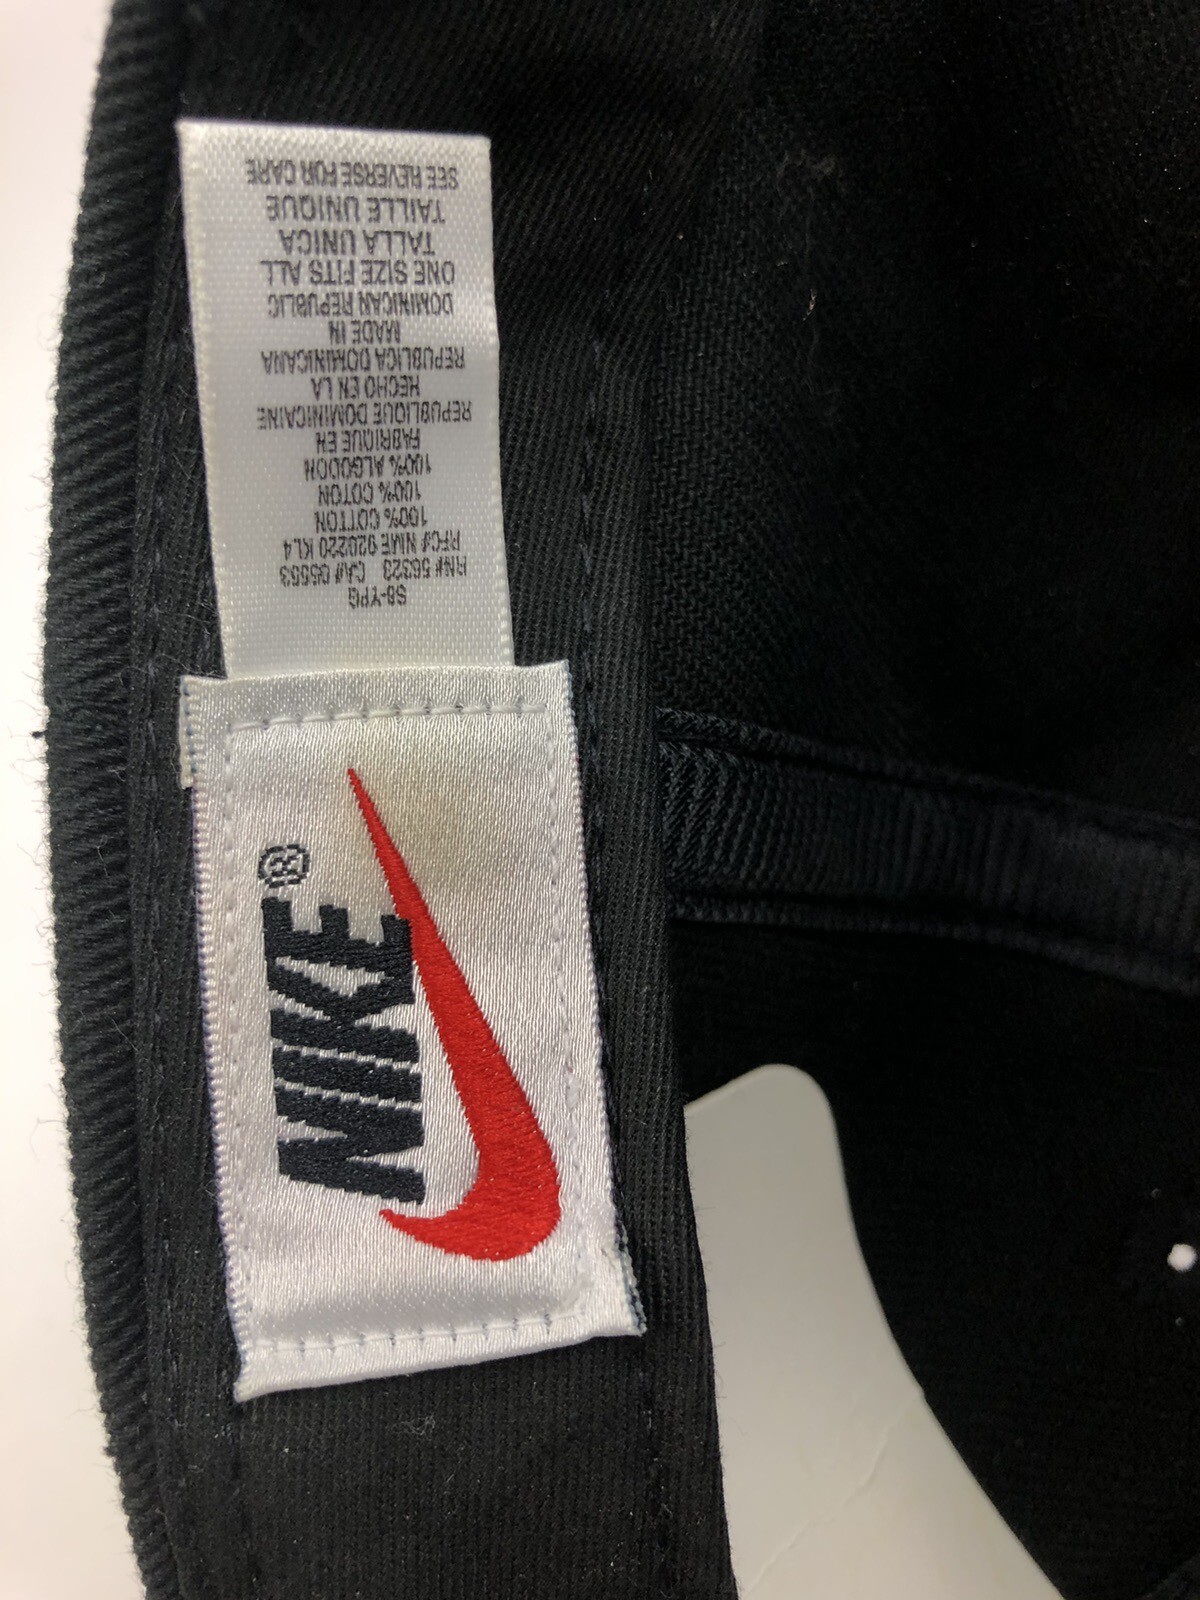 S8-YPG
RN# 56323 CA# 05553
RFC# NME 920220 KL4
100% COTTON
100% COTON
100% ALGODON
FABRIQUE EN
REPUBLIQUE DOMINICAINE
HECHO EN LA
REPUBLICA DOMINICANA
MADE IN
DOMINICAN REPUBLIC
ONE SIZE FITS ALL
TALLA UNICA
TAILLE UNIQUE
SEE REVERSE FOR CARE
NIKE®